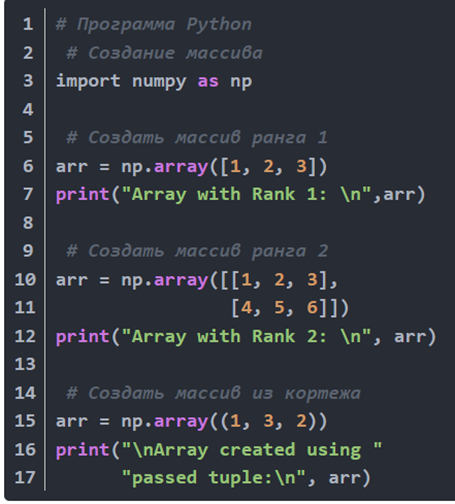 1 # Программа Python
2  # Создание массива
3 import numpy as np
4
5  # Создать массив ранга 1
6 arr = np.array([1, 2, 3])
7 print("Array with Rank 1: \n",arr)
8
9  # Создать массив ранга 2
10 arr = np.array([[1, 2, 3],
11                 [4, 5, 6]])
12 print("Array with Rank 2: \n", arr)
13
14  # Создать массив из кортежа
15 arr = np.array((1, 3, 2))
16 print("\nArray created using "
17       "passed tuple:\n", arr)